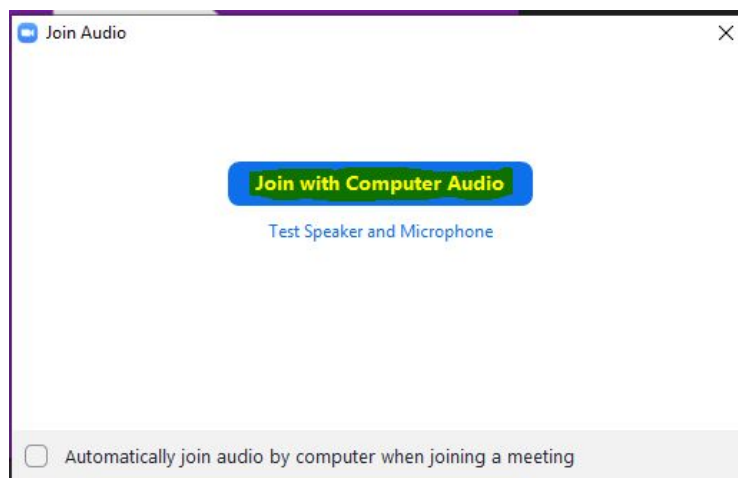 Join Audio
Join with Computer Audio
Test Speaker and Microphone
Automatically join audio by computer when joining a meeting